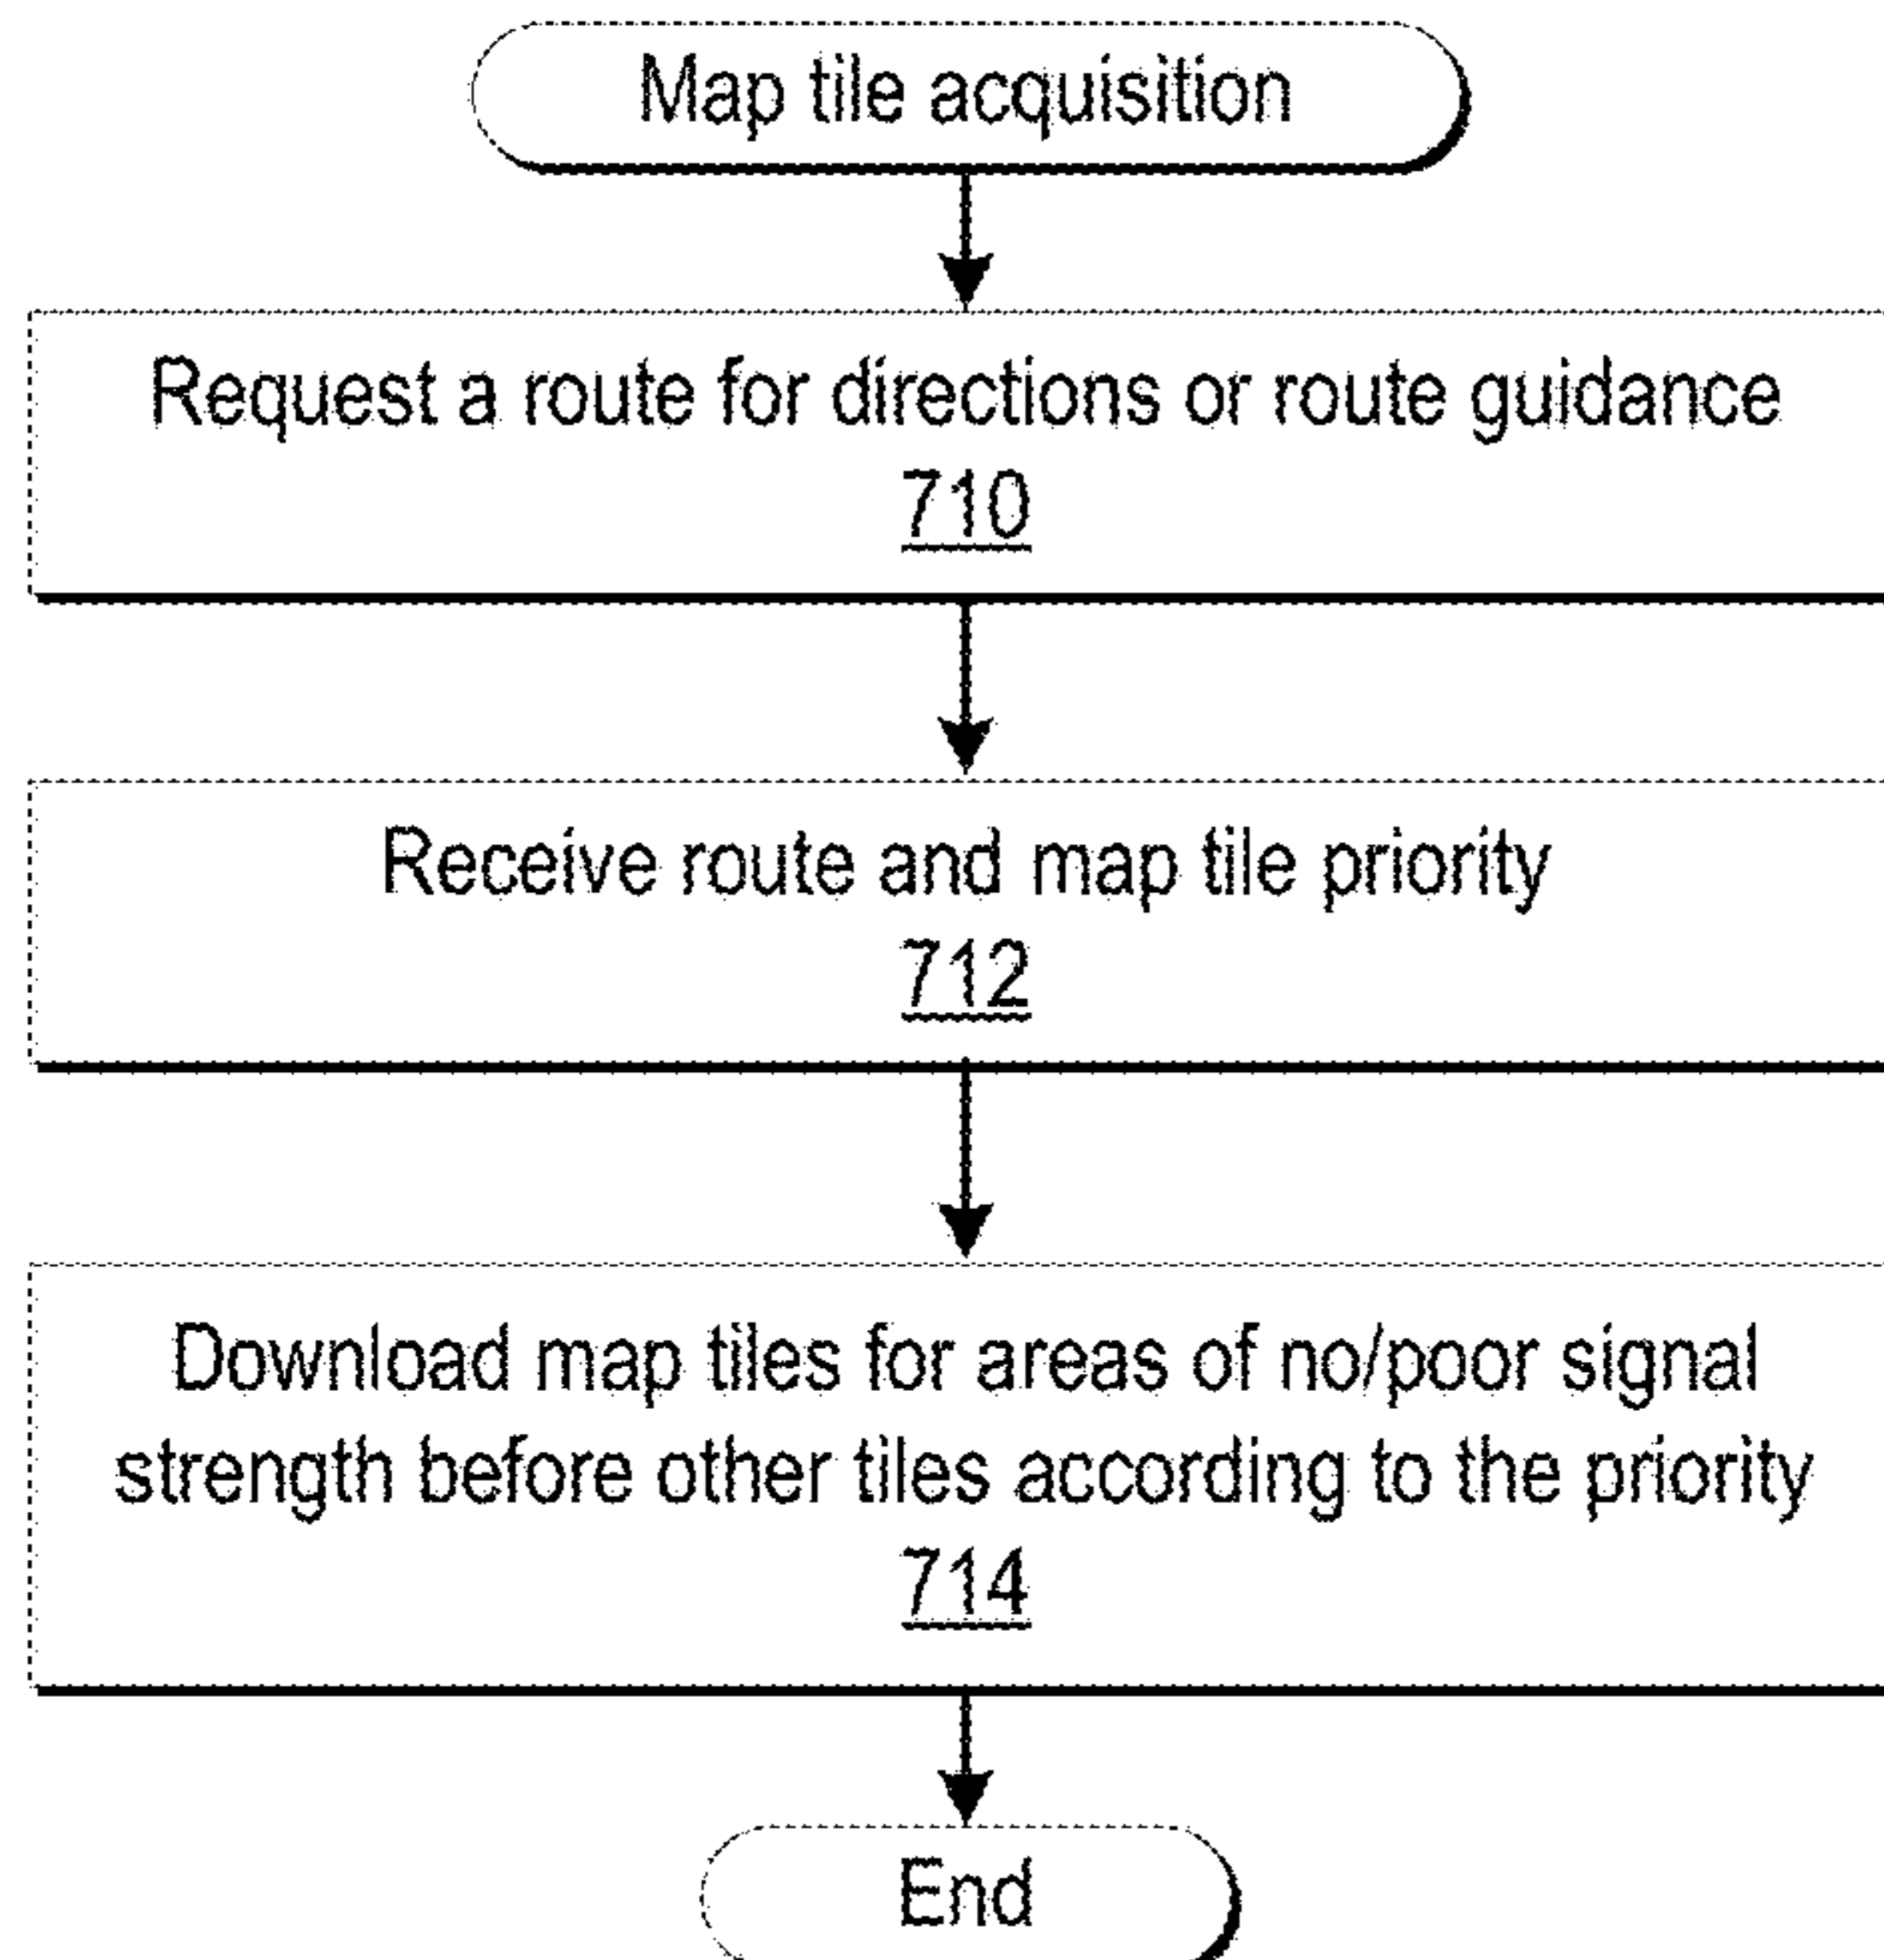 Map tile acquisition
Request a route for directions or route guidance
710
Receive route and map tile priority
712
Download map tiles for areas of no/poor signal
strength before other tiles according to the priority
714
End